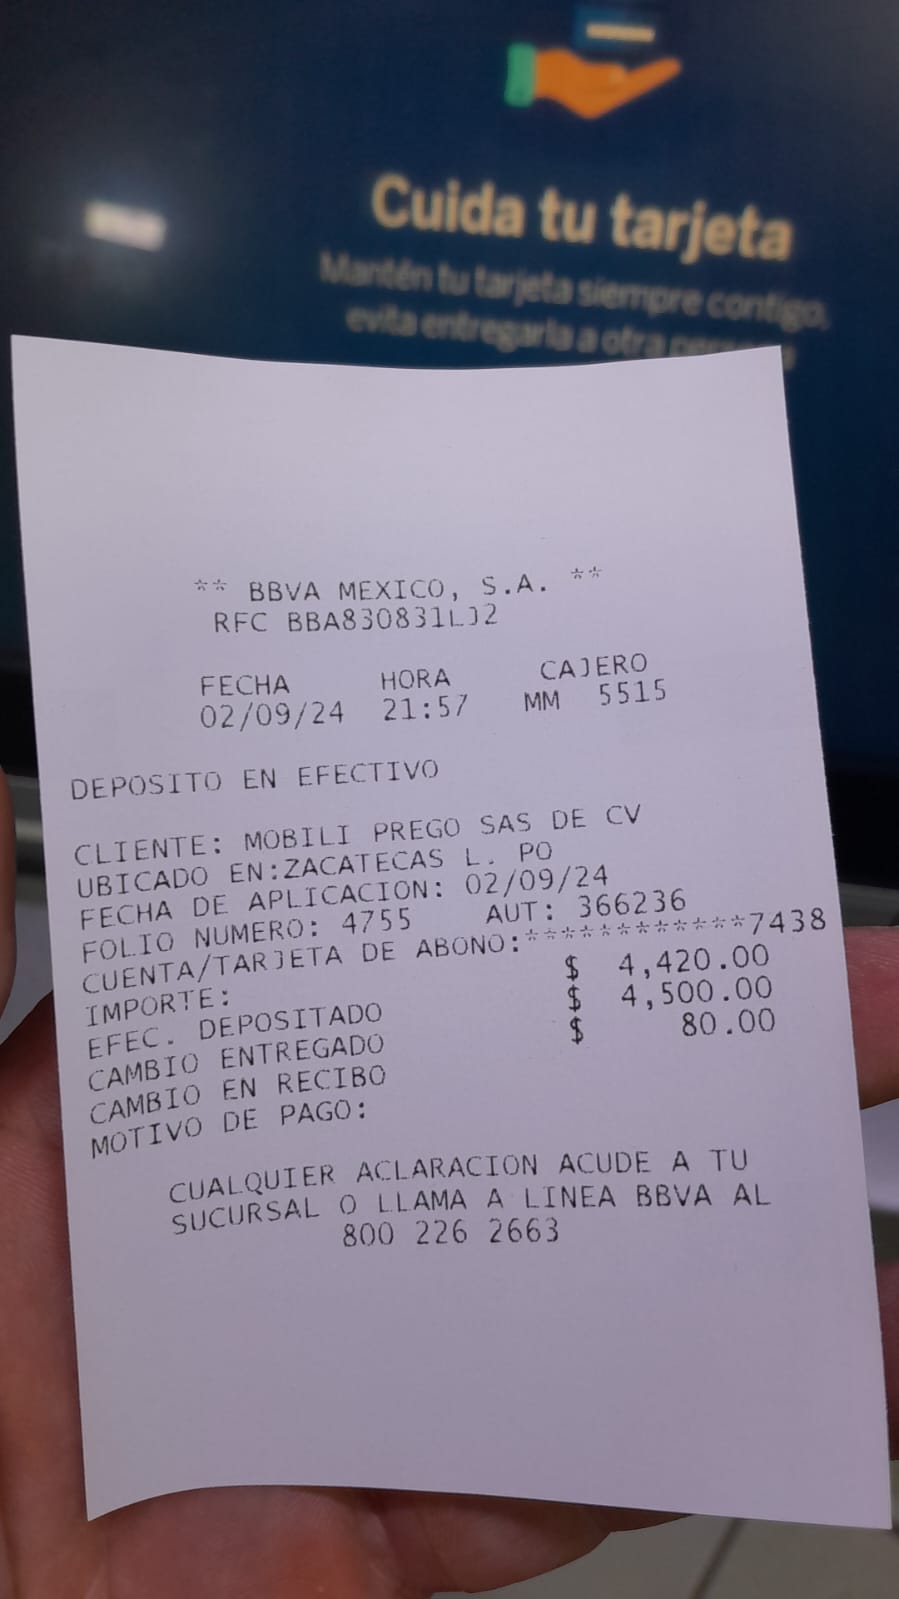 Cuida tu tarjeta
Mantén tu tarjeta siempre contigo,
evita entregarla a otra persona
** BBVA MEXICO, S.A. **
RFC BBA830831LJ2
FECHA HORA CAJERO
02/09/24 21:57 MM 5515
DEPOSITO EN EFECTIVO
CLIENTE: MOBILI PREGO SAS DE CV
UBICADO EN:ZACATECAS L. PO
FECHA DE APLICACION: 02/09/24
FOLIO NUMERO: 4755 AUT: 366236
CUENTA/TARJETA DE ABONO:************7438
IMPORTE: $ 4,420.00
EFEC. DEPOSITADO $ 4,500.00
CAMBIO ENTREGADO $ 80.00
CAMBIO EN RECIBO
MOTIVO DE PAGO:
CUALQUIER ACLARACION ACUDE A TU
SUCURSAL O LLAMA A LINEA BBVA AL
800 226 2663